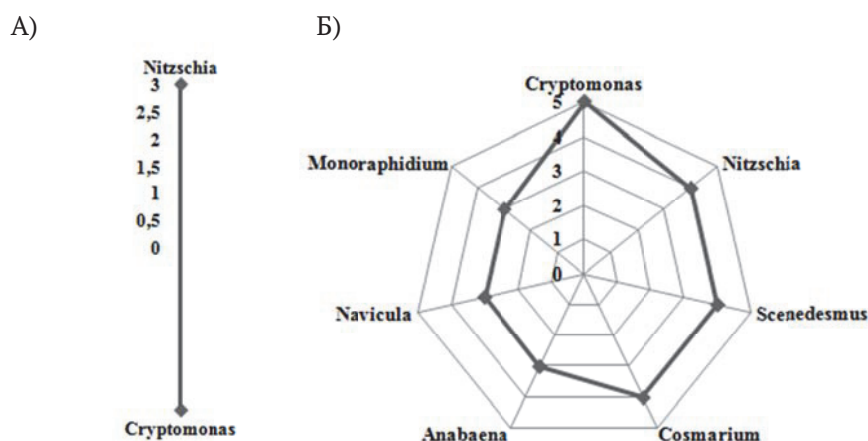 А)
Nitzschia
3
2,5
2
1,5
1
0,5
0
Cryptomonas
Б)
Cryptomonas
5
4
3
2
1
0
Nitzschia
Scenedesmus
Cosmarium
Anabaena
Navicula
Monoraphidium